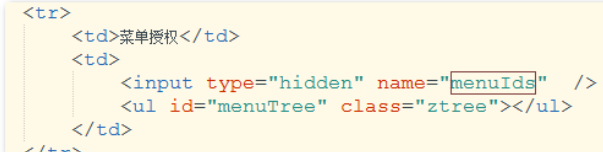 <tr>
<td>菜单授权</td>
<td>
<input type="hidden" name="menuIds" />
<ul id="menuTree" class="ztree"></ul>
</td>
</tr>